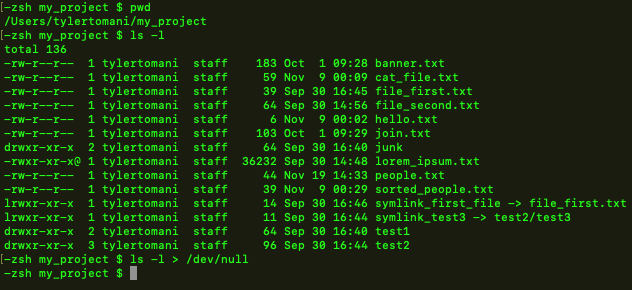 [-zsh my_project $ pwd
/Users/tylertomani/my_project
[-zsh my_project $ ls -l
total 136
-rw-r--r--  1 tylertomani  staff    183 Oct  1 09:28 banner.txt
-rw-r--r--  1 tylertomani  staff     59 Nov  9 00:09 cat_file.txt
-rw-r--r--  1 tylertomani  staff     39 Sep 30 16:45 file_first.txt
-rw-r--r--  1 tylertomani  staff     64 Sep 30 14:56 file_second.txt
-rw-r--r--  1 tylertomani  staff      6 Nov  9 00:02 hello.txt
-rw-r--r--  1 tylertomani  staff    103 Oct  1 09:29 join.txt
drwxr-xr-x  2 tylertomani  staff     64 Sep 30 16:40 junk
-rwxr-xr-x@ 1 tylertomani  staff  36232 Sep 30 14:48 lorem_ipsum.txt
-rw-r--r--  1 tylertomani  staff     44 Nov 19 14:33 people.txt
-rw-r--r--  1 tylertomani  staff     39 Nov  9 00:29 sorted_people.txt
lrwxr-xr-x  1 tylertomani  staff     14 Sep 30 16:46 symlink_first_file -> file_first.txt
lrwxr-xr-x  1 tylertomani  staff     11 Sep 30 16:44 symlink_test3 -> test2/test3
drwxr-xr-x  2 tylertomani  staff     64 Sep 30 16:40 test1
drwxr-xr-x  3 tylertomani  staff     96 Sep 30 16:44 test2
[-zsh my_project $ ls -l > /dev/null
-zsh my_project $